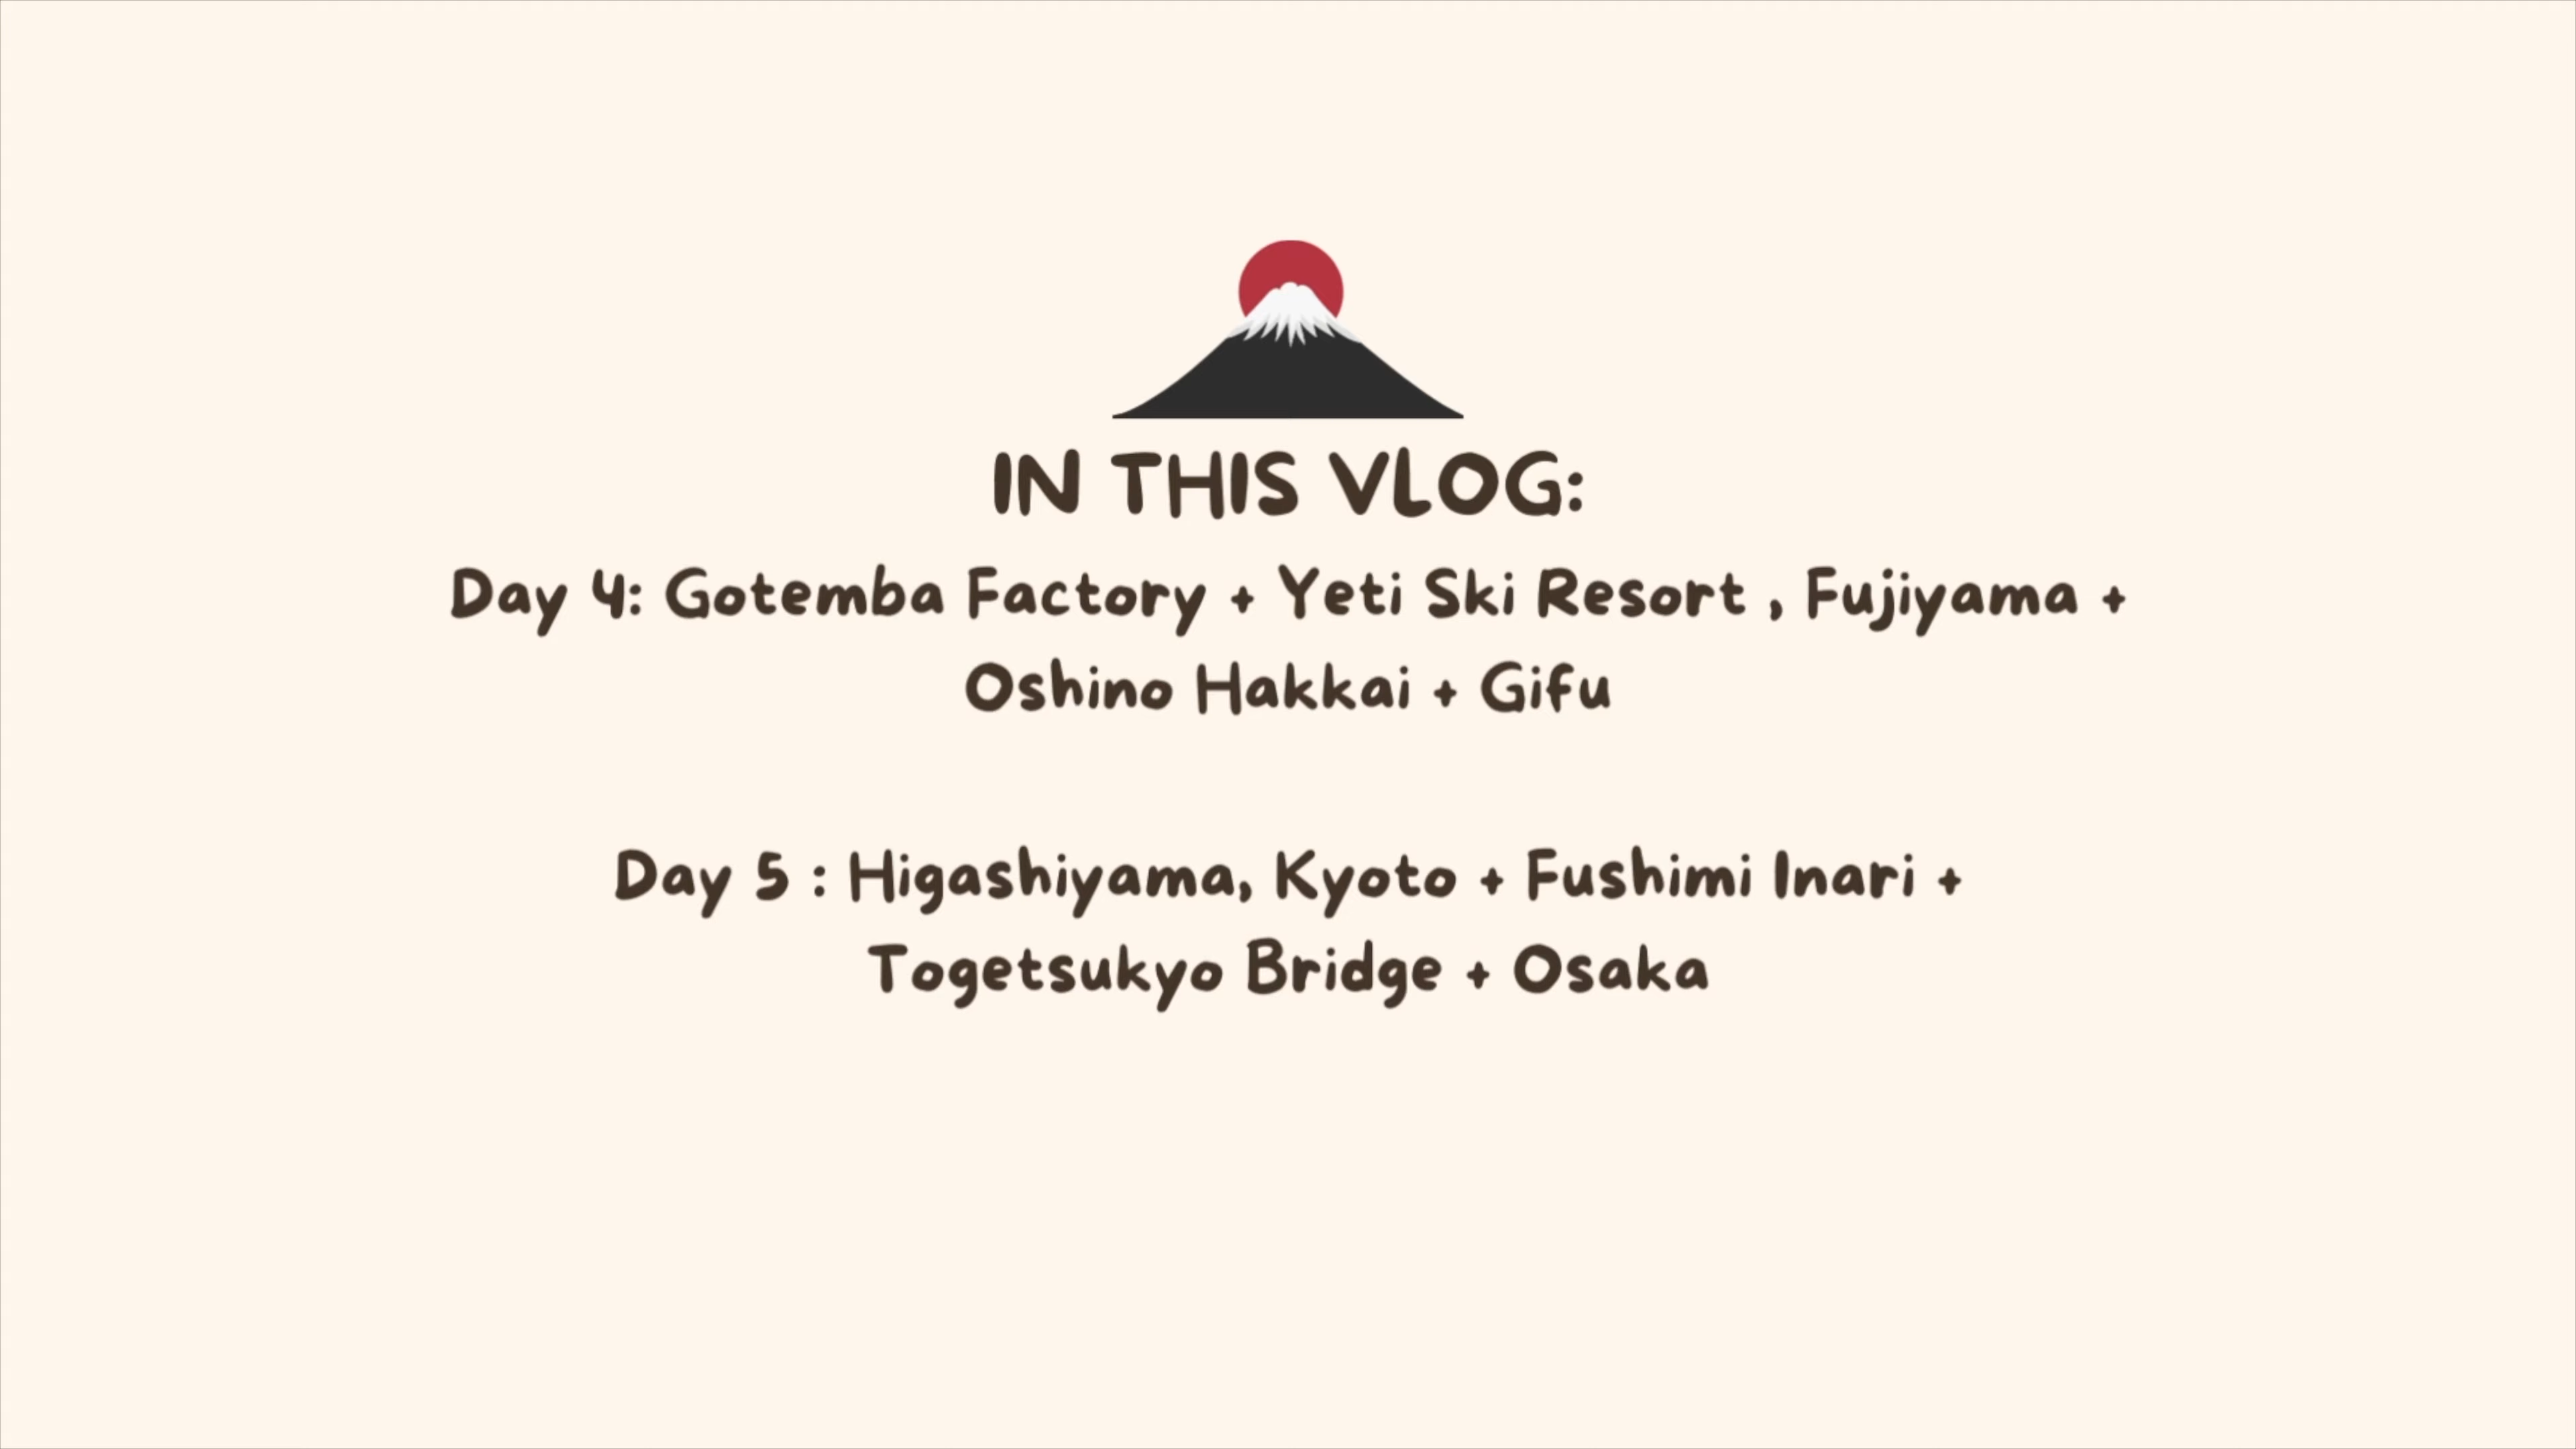 IN THIS VLOG:
Day 4: Gotemba Factory + Yeti Ski Resort , Fujiyama +
Oshino Hakkai + Gifu
Day 5 : Higashiyama, Kyoto + Fushimi Inari +
Togetsukyo Bridge + Osaka